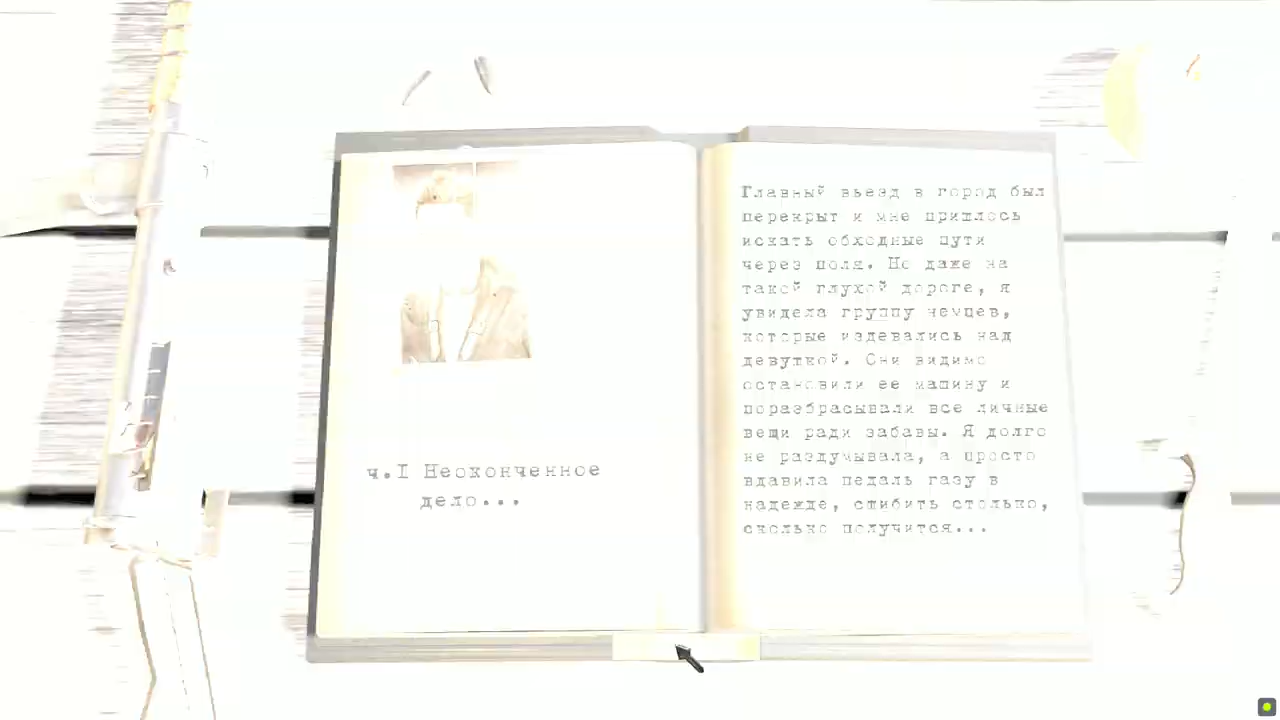 ч.I Неоконченное
дело...
Главный въезд в город был
перекрыт и мне пришлось
искать обходные пути
через поля. Но даже на
такой глухой дороге, я
увидела группу
которые издевались над
девушкой. Они видимо
остановили ее машину и
поразбрасывали все личные
вещи ради забавы. Я долго
не раздумывала, а просто
вдавила педаль газу в
надежде, сшибить столько,
сколько получится...